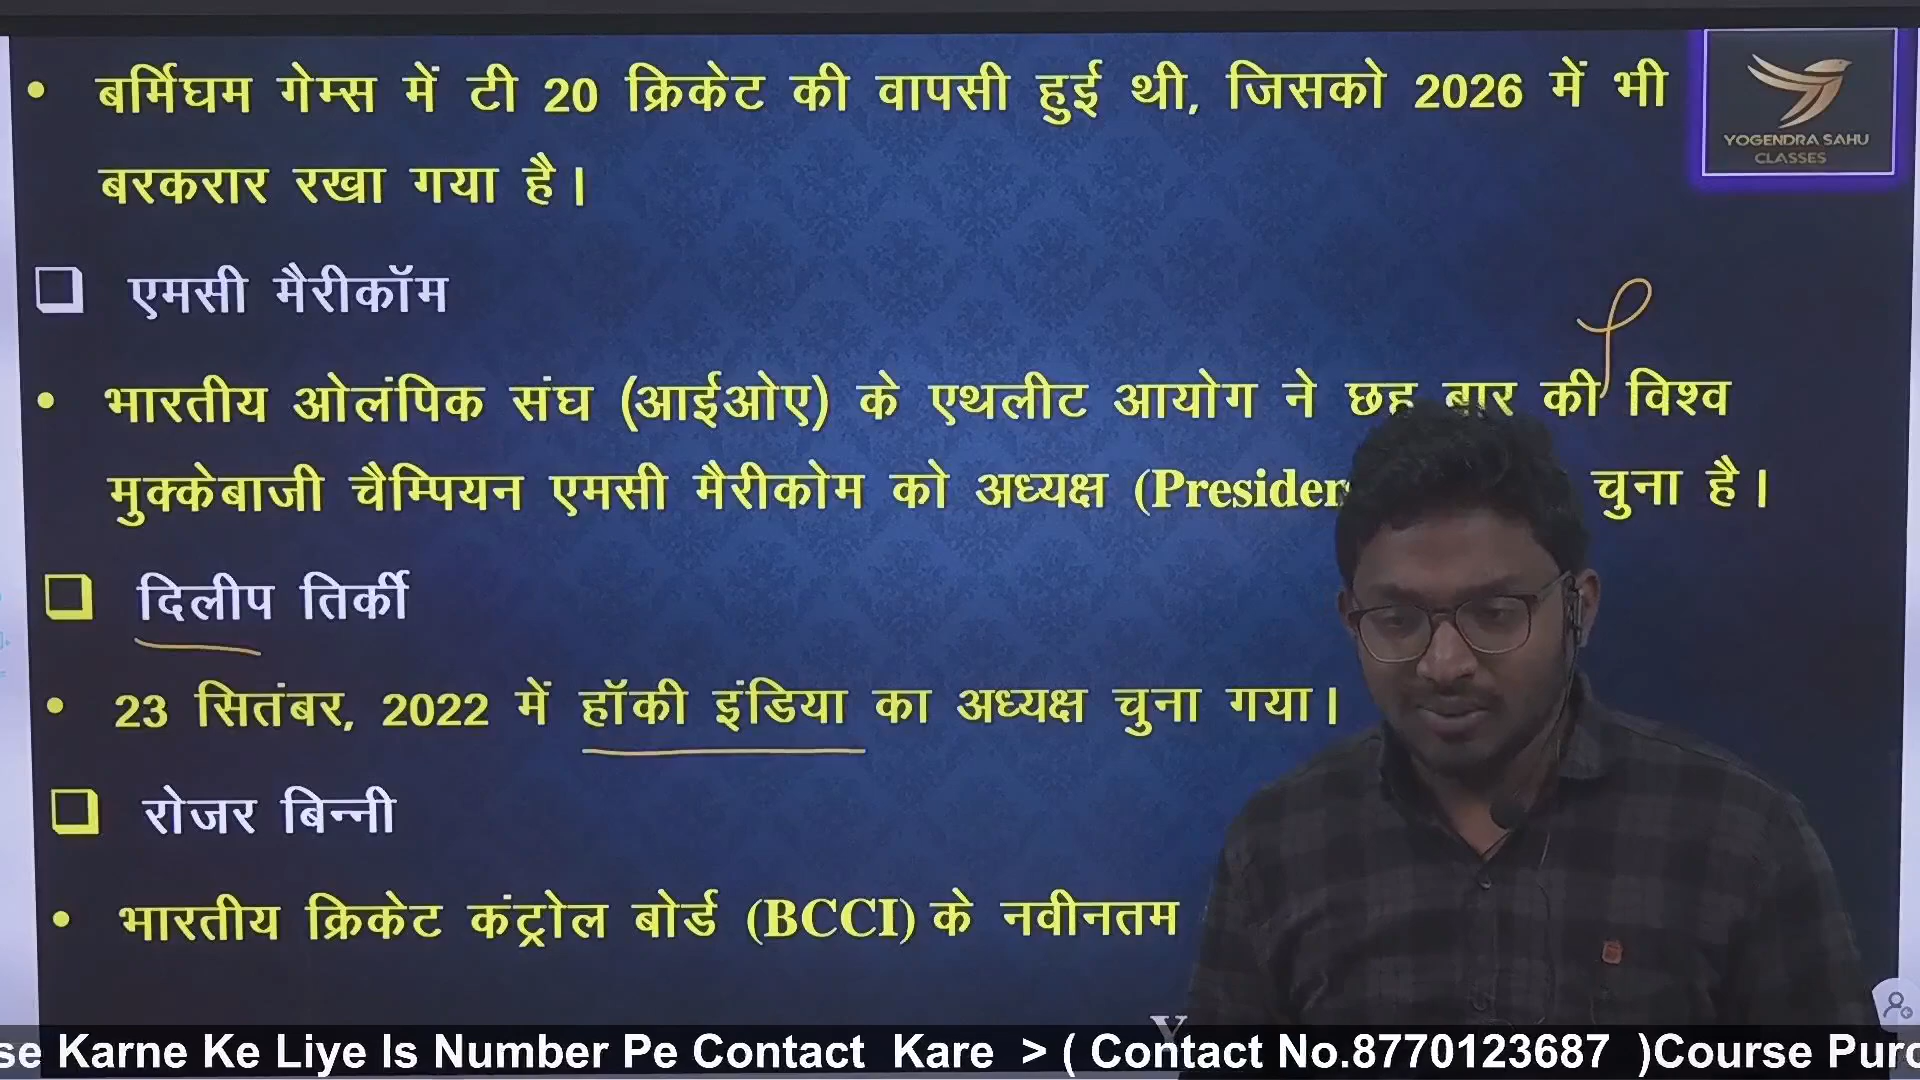 बर्मिघम गेम्स में टी 20 क्रिकेट की वापसी हुई थी, जिसको 2026 में भी
बरकरार रखा गया है।
YOGENDRA SAHU
CLASSES
एमसी मैरीकॉम
भारतीय ओलंपिक संघ (आईओए) के एथलीट आयोग ने छह बार की विश्व
मुक्केबाजी चैम्पियन एमसी मैरीकोम को अध्यक्ष (Presiden चुना है।
दिलीप तिर्की
23 सितंबर, 2022 में हॉकी इंडिया का अध्यक्ष चुना गया।
रोजर बिन्नी
भारतीय क्रिकेट कंट्रोल बोर्ड (BCCI) के नवीनतम
se Karne Ke Liye Is Number Pe Contact Kare > ( Contact No.8770123687 )Course Purc